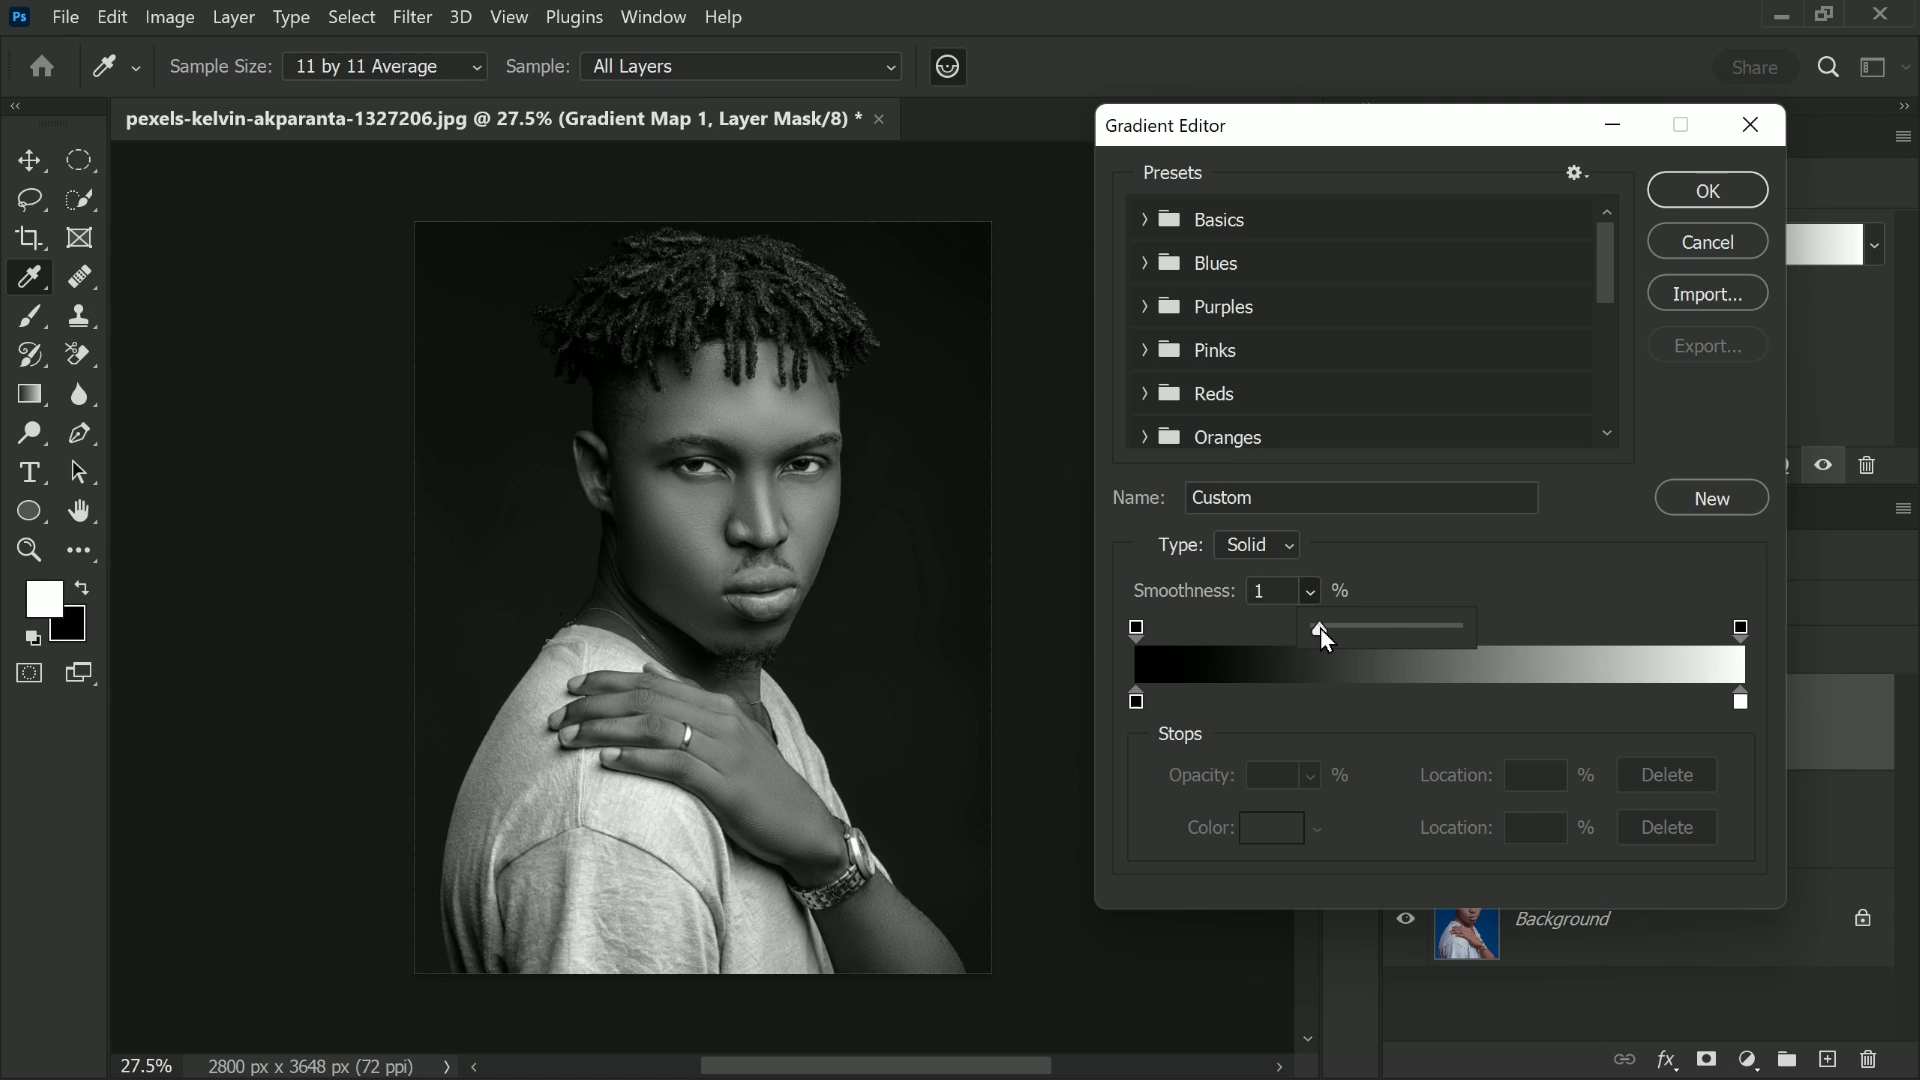 Ps File Edit Image Layer Type Select Filter 3D View Plugins Window Help
Sample Size: 11 by 11 Average Sample: All Layers Share
pexels-kelvin-akparanta-1327206.jpg @ 27.5% (Gradient Map 1, Layer Mask/8) *
Gradient Editor
Presets
Basics
Blues
Purples
Pinks
Reds
Oranges
OK
Cancel
Import...
Export...
Name: Custom New
Type: Solid
Smoothness: 1 %
Stops
Opacity: % Location: % Delete
Color: Location: % Delete
Background
27.5% 2800 px x 3648 px (72 ppi)
fx